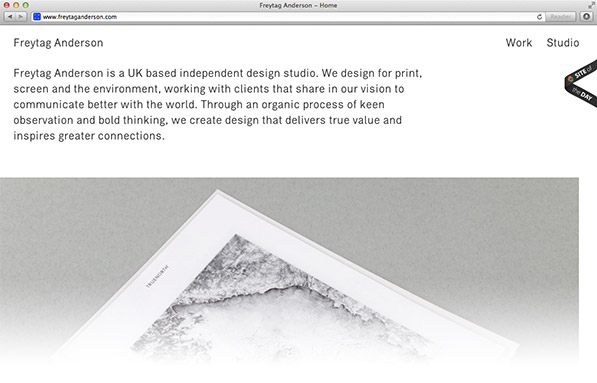 Freytag Anderson – Home
www.freytaganderson.com
Reader
Freytag Anderson
Work Studio
Freytag Anderson is a UK based independent design studio. We design for print,
screen and the environment, working with clients that share in our vision to
communicate better with the world. Through an organic process of keen
observation and bold thinking, we create design that delivers true value and
inspires greater connections.
SITE of
the DAY
TRUENORTH